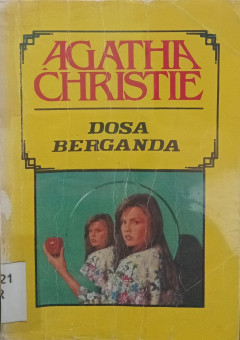 AGATHA
CHRISTIE
DOSA
BERGANDA
21
R